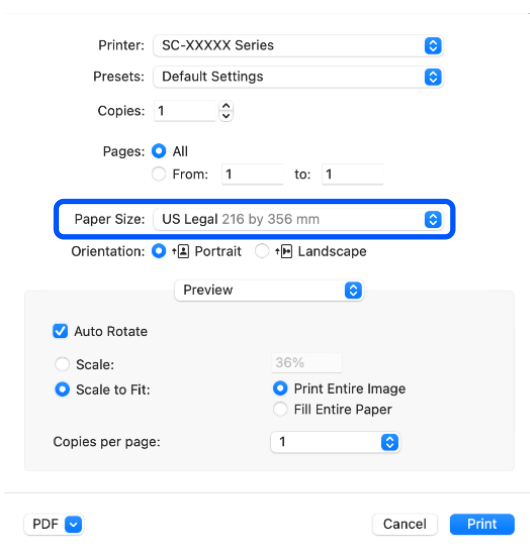 Printer: SC-XXXXX Series
Presets: Default Settings
Copies: 1
Pages: All
From: 1 to: 1
Paper Size: US Legal 216 by 356 mm
Orientation: Portrait Landscape
Preview
Auto Rotate
Scale: 36%
Scale to Fit: Print Entire Image
Fill Entire Paper
Copies per page: 1
PDF Cancel Print